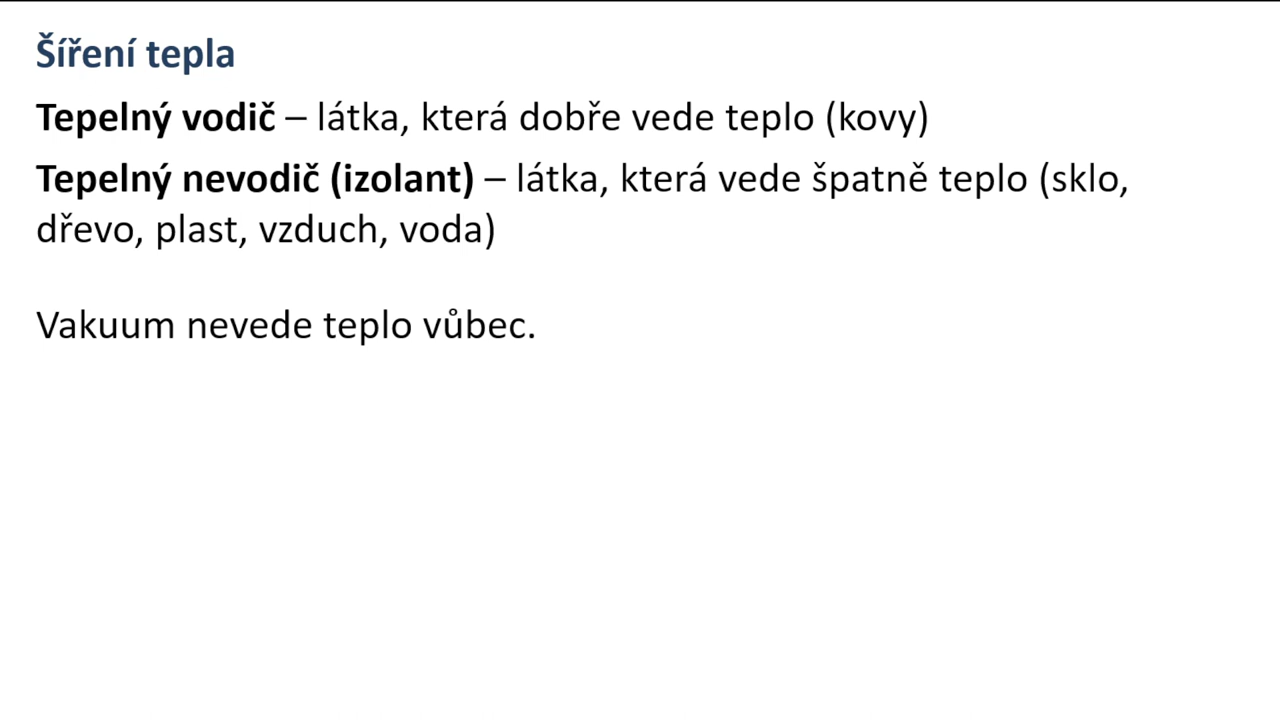 Šíření tepla
Tepelný vodič – látka, která dobře vede teplo (kovy)
Tepelný nevodič (izolant) – látka, která vede špatně teplo (sklo,
dřevo, plast, vzduch, voda)
Vakuum nevede teplo vůbec.